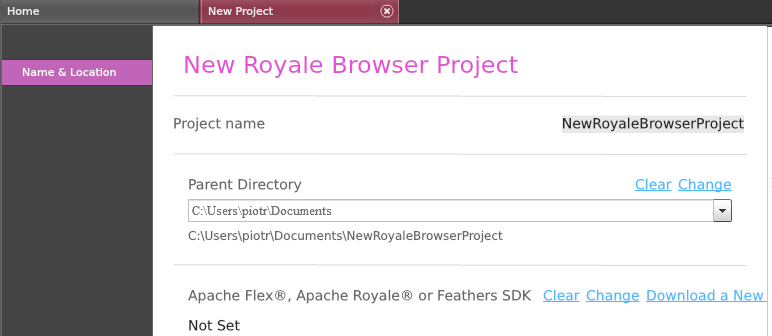 Home
New Project
Name & Location
New Royale Browser Project
Project name
NewRoyaleBrowserProject
Parent Directory
Clear Change
C:\Users\piotr\Documents
C:\Users\piotr\Documents\NewRoyaleBrowserProject
Apache Flex®, Apache Royale® or Feathers SDK Clear Change Download a New
Not Set